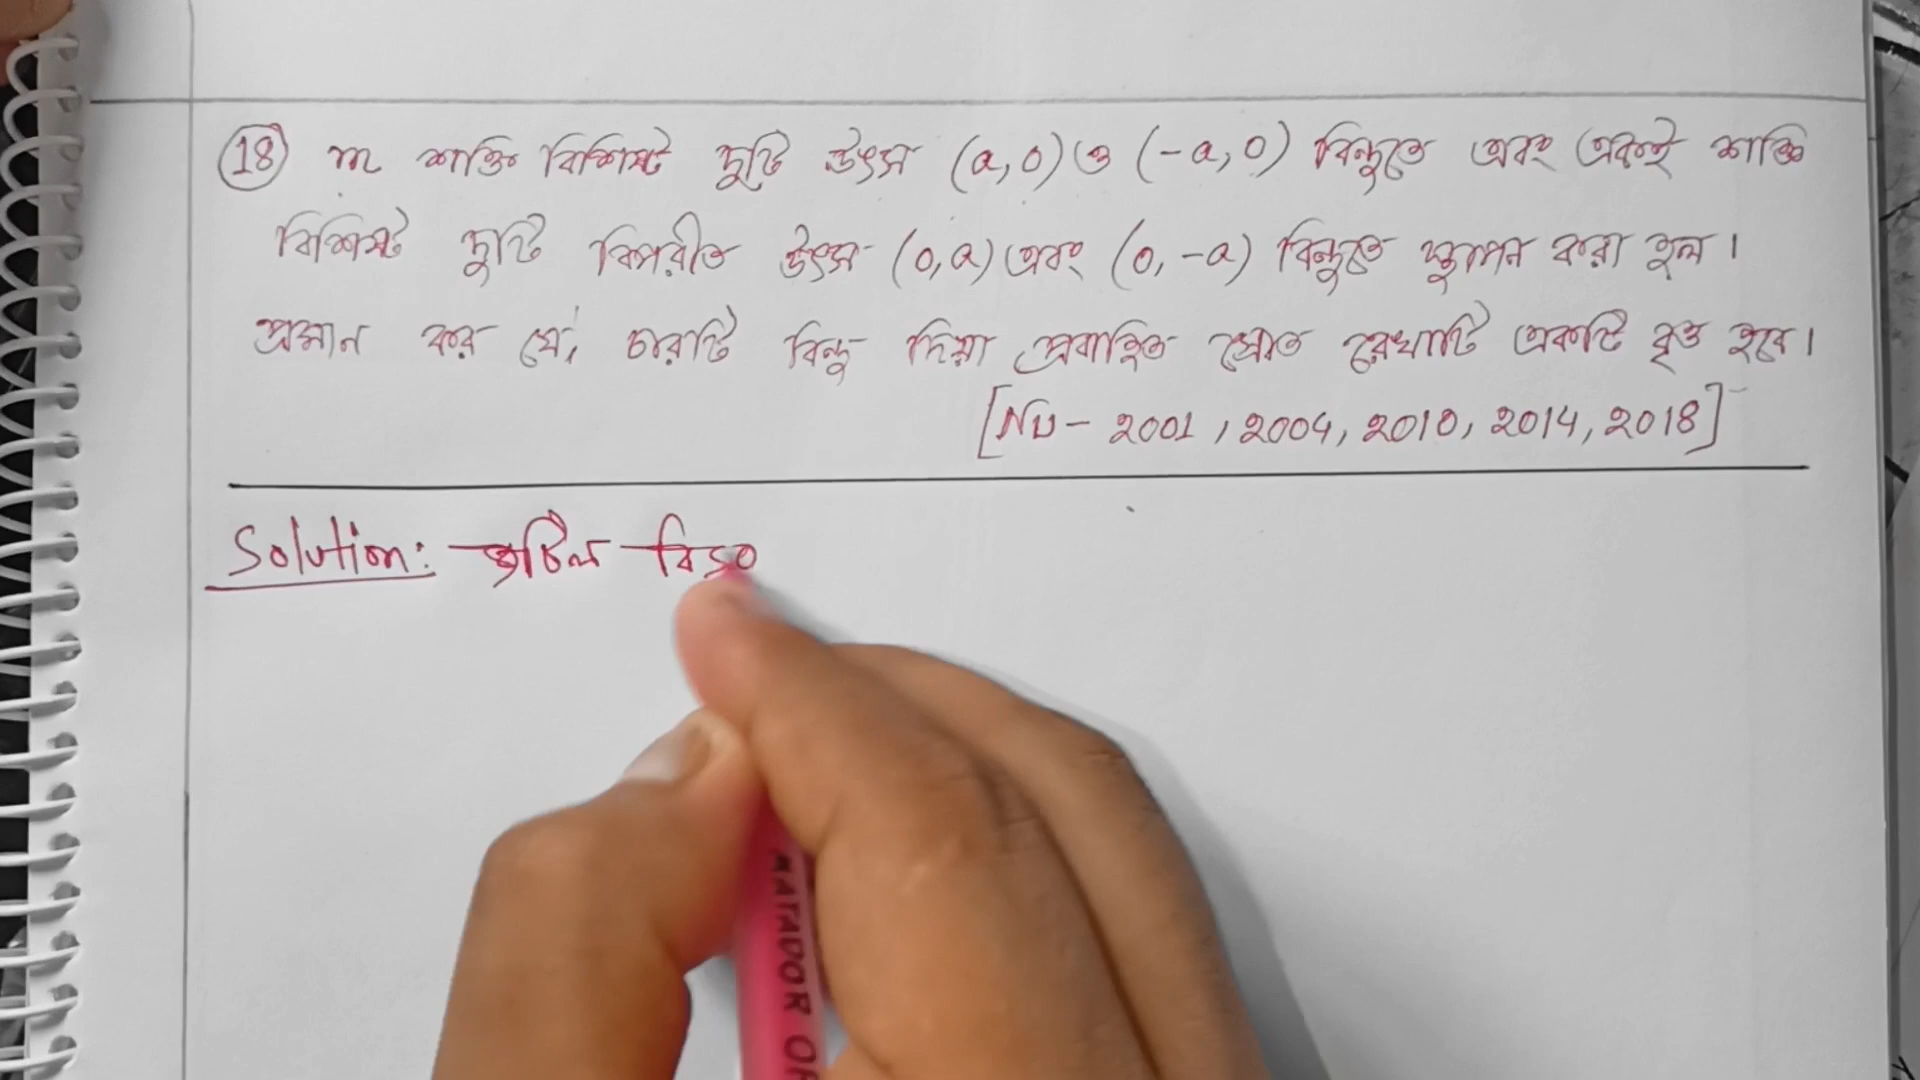 (18) m শক্তি বিশিষ্ট দুটি উৎস (a,0) ও (-a,0) বিন্দুতে এবং একই শক্তি
বিশিষ্ট দুটি বিপরীত উৎস (0,a) এবং (0,-a) বিন্দুতে স্থাপন করা হল।
প্রমান কর যে, চারটি বিন্দু দিয়া প্রবাহিত স্রোত রেখাটি একটি বৃত্ত হবে।
[NU- 2001, 2004, 2010, 2014, 2018]
Solution: জটিল বিভ
MATADOR